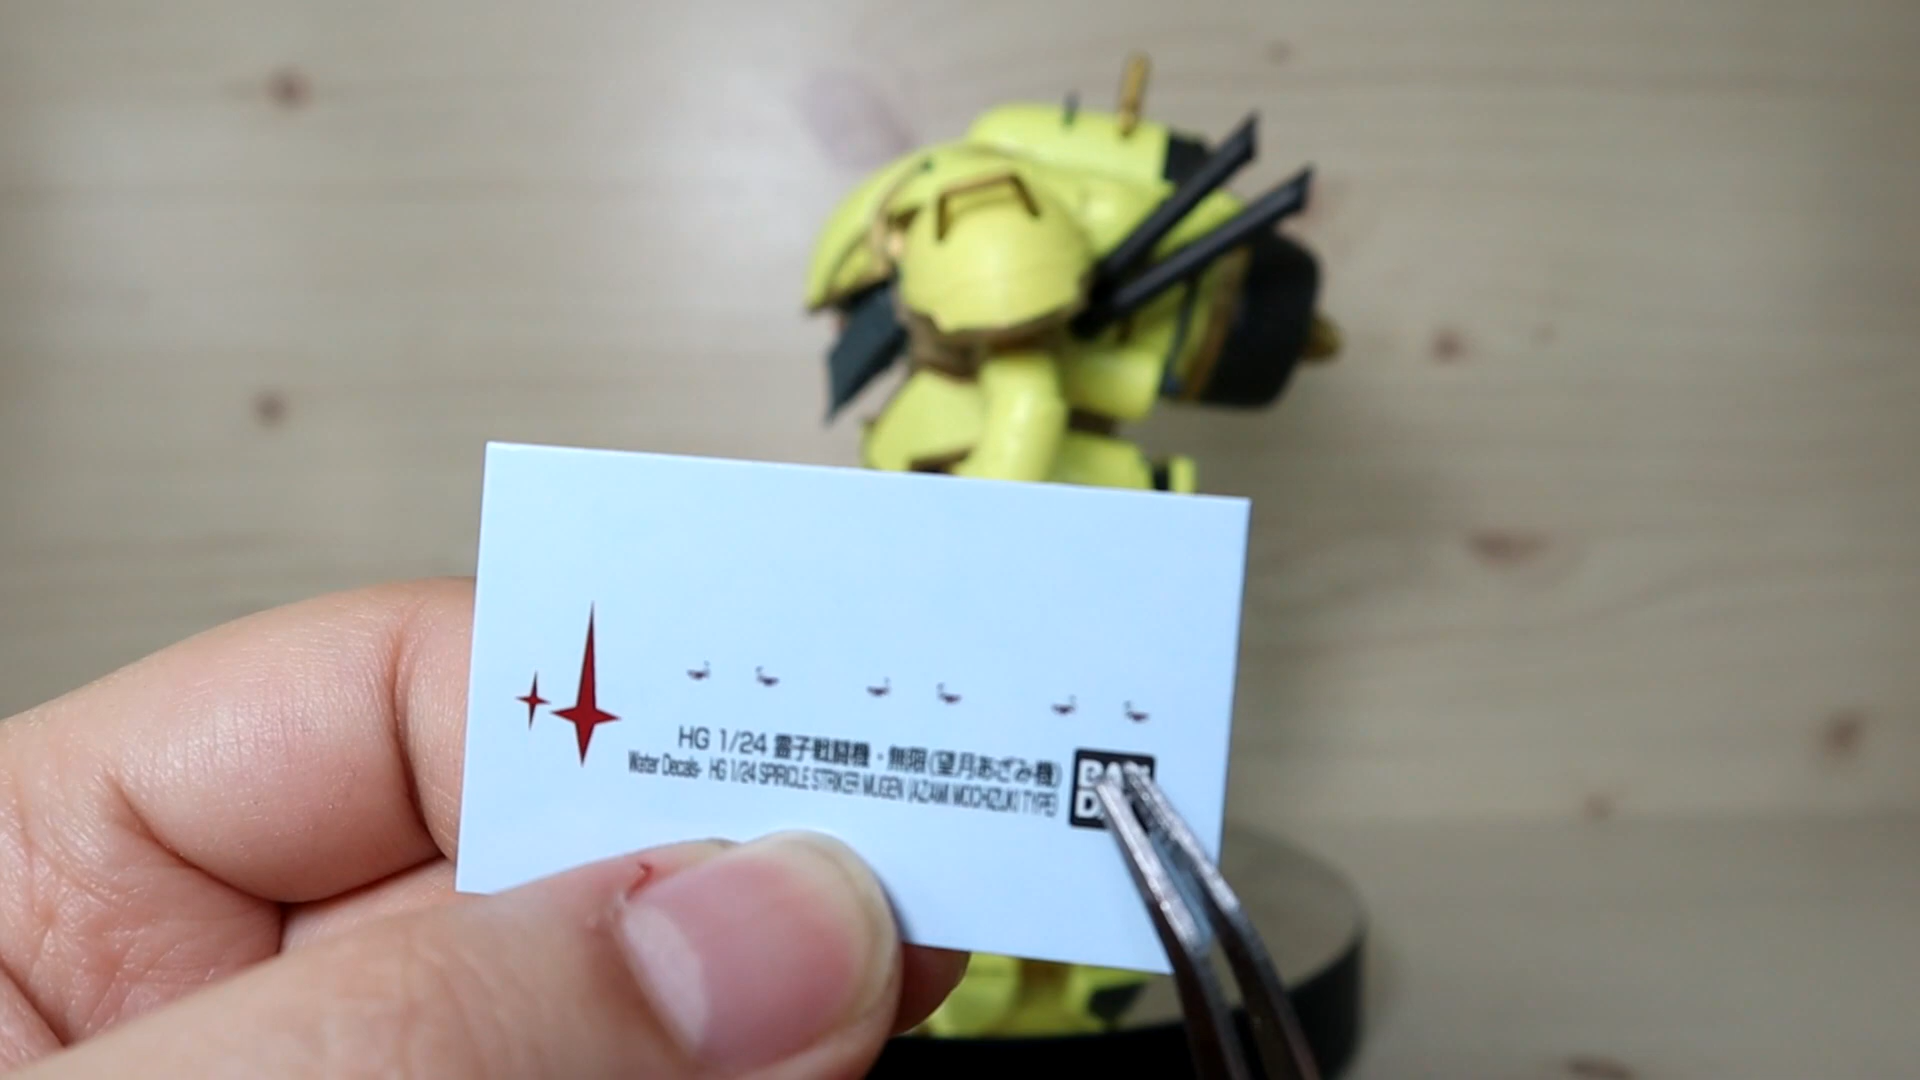 HG 1/24 霊子戦闘機・無限(望月あざみ機)
Water Decals- HG 1/24 SPIRICLE STRIKER MUGEN (AZAMI MOCHIZUKI TYPE)